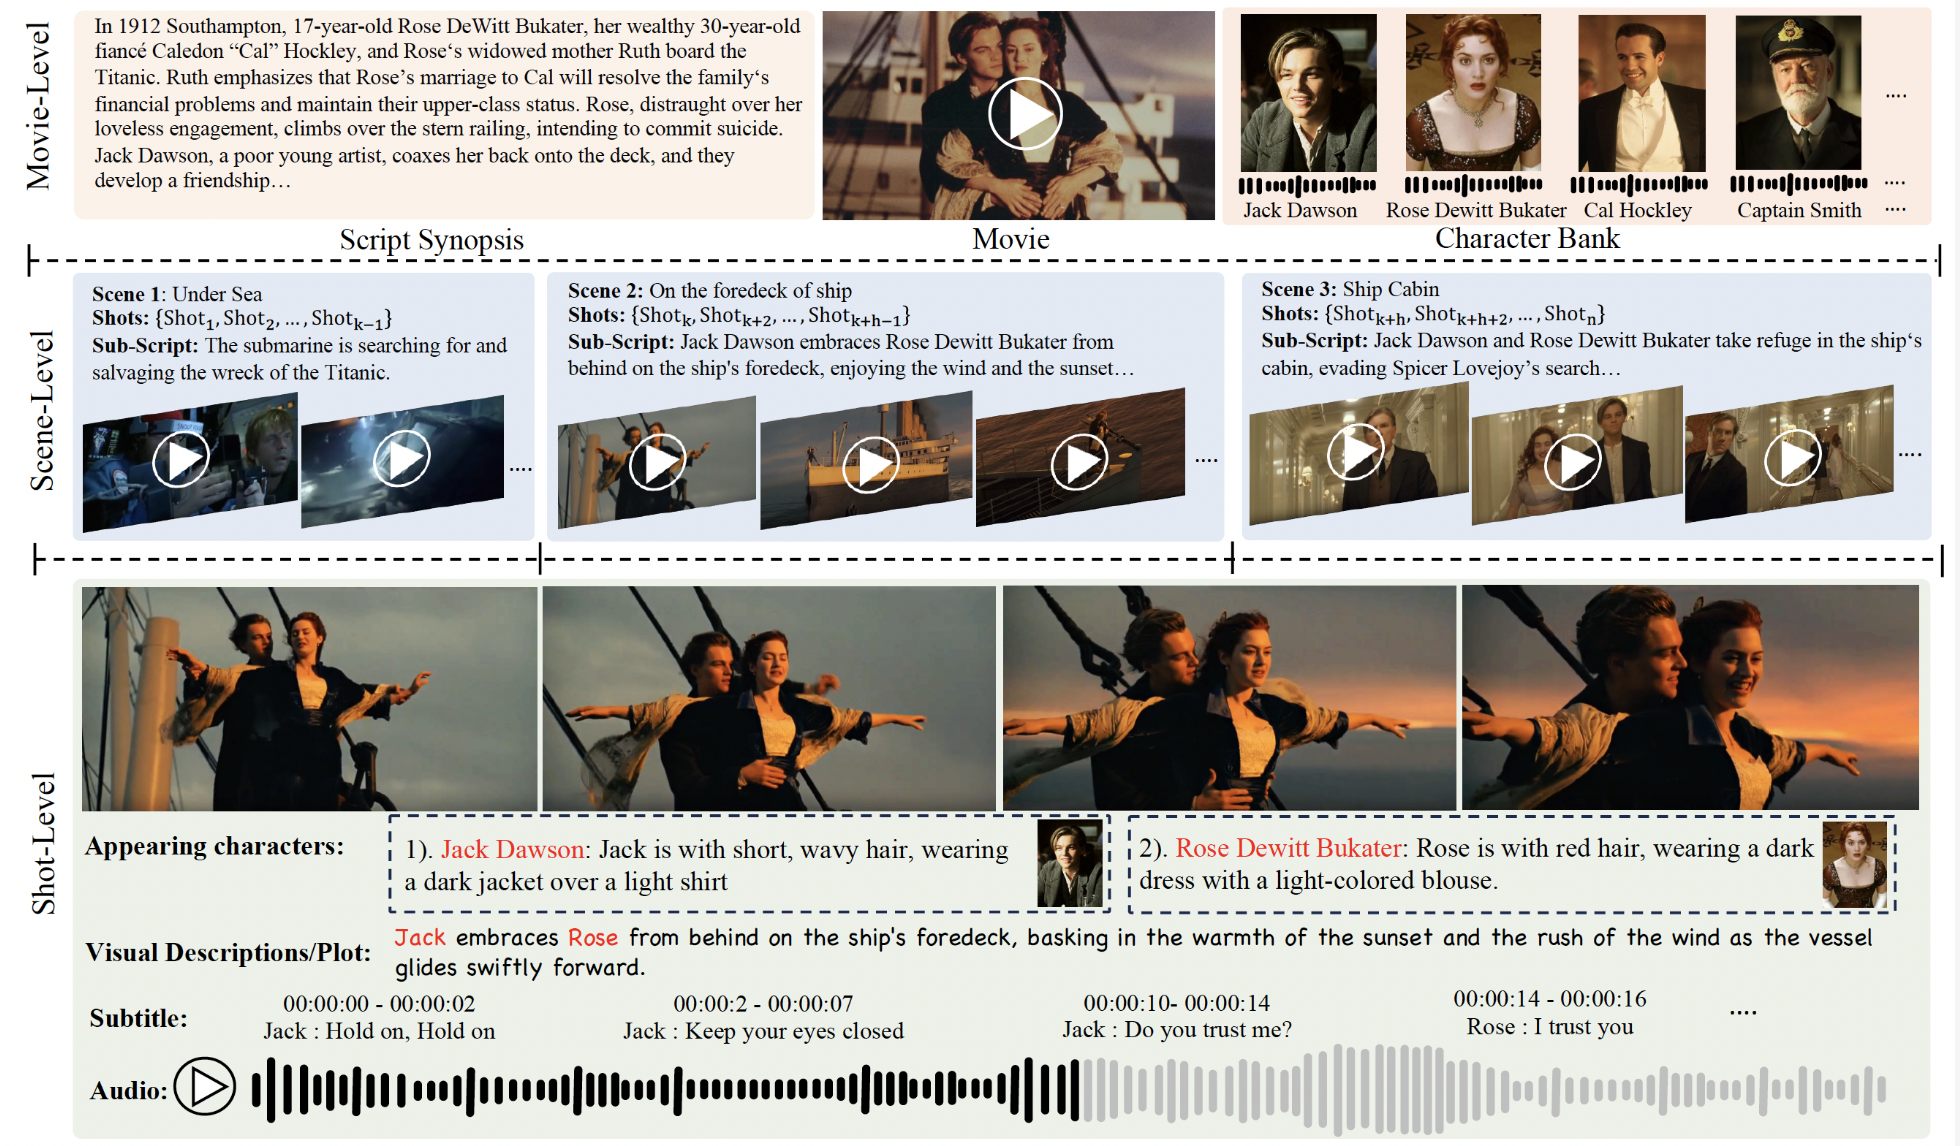 Movie-Level
In 1912 Southampton, 17-year-old Rose DeWitt Bukater, her wealthy 30-year-old
fiancé Caledon “Cal” Hockley, and Rose‘s widowed mother Ruth board the
Titanic. Ruth emphasizes that Rose’s marriage to Cal will resolve the family‘s
financial problems and maintain their upper-class status. Rose, distraught over her
loveless engagement, climbs over the stern railing, intending to commit suicide.
Jack Dawson, a poor young artist, coaxes her back onto the deck, and they
develop a friendship…
Script Synopsis
Movie
....
....
Jack Dawson
Rose Dewitt Bukater
Cal Hockley
Captain Smith
....
Character Bank
Scene-Level
Scene 1: Under Sea
Shots: {Shot₁, Shot₂, … , Shotₖ₋₁}
Sub-Script: The submarine is searching for and
salvaging the wreck of the Titanic.
....
Scene 2: On the foredeck of ship
Shots: {Shotₖ, Shotₖ₊₂, … , Shotₖ₊ₕ₋₁}
Sub-Script: Jack Dawson embraces Rose Dewitt Bukater from
behind on the ship's foredeck, enjoying the wind and the sunset…
....
Scene 3: Ship Cabin
Shots: {Shotₖ₊ₕ, Shotₖ₊ₕ₊₂, … , Shotₙ}
Sub-Script: Jack Dawson and Rose Dewitt Bukater take refuge in the ship‘s
cabin, evading Spicer Lovejoy’s search…
....
Shot-Level
Appearing characters:
1). Jack Dawson: Jack is with short, wavy hair, wearing
a dark jacket over a light shirt
2). Rose Dewitt Bukater: Rose is with red hair, wearing a dark
dress with a light-colored blouse.
Visual Descriptions/Plot:
Jack embraces Rose from behind on the ship's foredeck, basking in the warmth of the sunset and the rush of the wind as the vessel
glides swiftly forward.
Subtitle:
00:00:00 - 00:00:02
Jack : Hold on, Hold on
00:00:2 - 00:00:07
Jack : Keep your eyes closed
00:00:10- 00:00:14
Jack : Do you trust me?
00:00:14 - 00:00:16
Rose : I trust you
....
Audio: